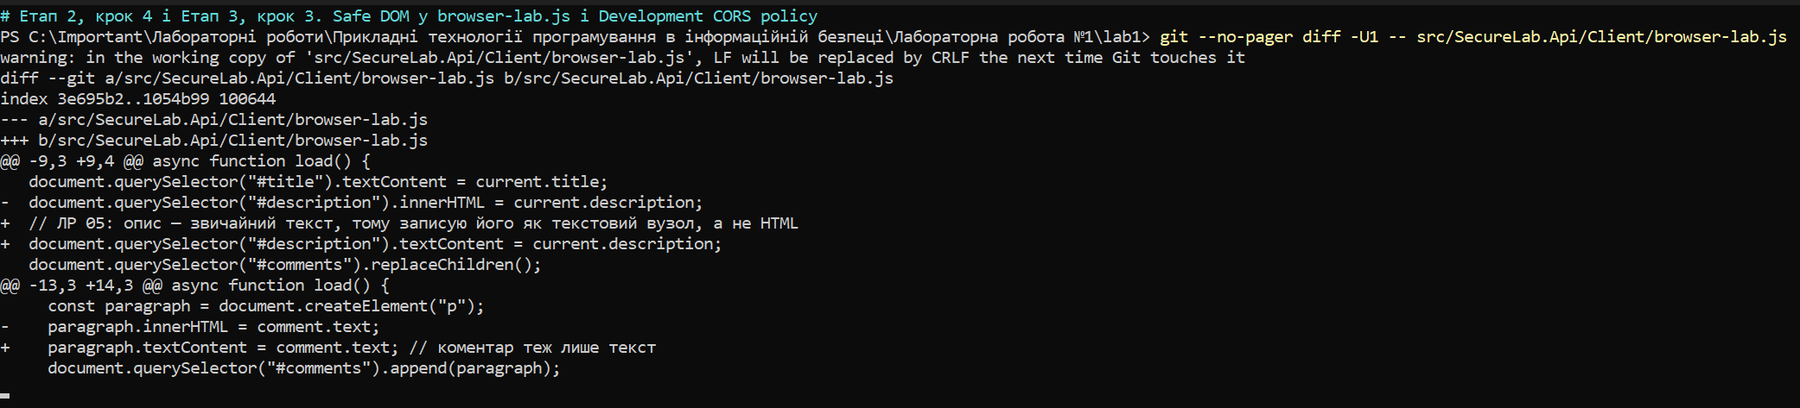 # Етап 2, крок 4 і Етап 3, крок 3. Safe DOM у browser-lab.js і Development CORS policy
PS C:\Important\Лабораторні роботи\Прикладні технології програмування в інформаційній безпеці\Лабораторна робота №1\lab1> git --no-pager diff -U1 -- src/SecureLab.Api/Client/browser-lab.js
warning: in the working copy of 'src/SecureLab.Api/Client/browser-lab.js', LF will be replaced by CRLF the next time Git touches it
diff --git a/src/SecureLab.Api/Client/browser-lab.js b/src/SecureLab.Api/Client/browser-lab.js
index 3e695b2..1054b99 100644
--- a/src/SecureLab.Api/Client/browser-lab.js
+++ b/src/SecureLab.Api/Client/browser-lab.js
@@ -9,3 +9,4 @@ async function load() {
   document.querySelector("#title").textContent = current.title;
-  document.querySelector("#description").innerHTML = current.description;
+  // ЛР 05: опис — звичайний текст, тому записую його як текстовий вузол, а не HTML
+  document.querySelector("#description").textContent = current.description;
   document.querySelector("#comments").replaceChildren();
@@ -13,3 +14,3 @@ async function load() {
     const paragraph = document.createElement("p");
-    paragraph.innerHTML = comment.text;
+    paragraph.textContent = comment.text; // коментар теж лише текст
     document.querySelector("#comments").append(paragraph);